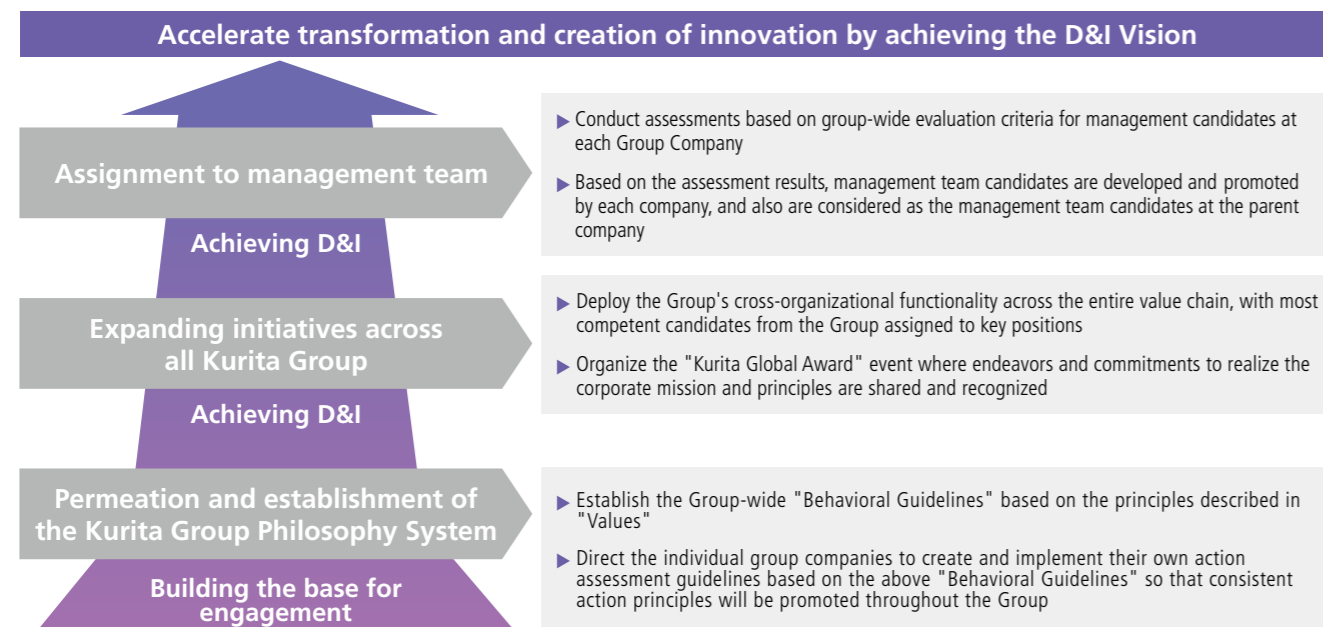 Accelerate transformation and creation of innovation by achieving the D&I Vision
Assignment to management team
▶ Conduct assessments based on group-wide evaluation criteria for management candidates at
each Group Company
▶ Based on the assessment results, management team candidates are developed and promoted
by each company, and also are considered as the management team candidates at the parent
company
Achieving D&I
Expanding initiatives across
all Kurita Group
▶ Deploy the Group's cross-organizational functionality across the entire value chain, with most
competent candidates from the Group assigned to key positions
▶ Organize the "Kurita Global Award" event where endeavors and commitments to realize the
corporate mission and principles are shared and recognized
Achieving D&I
Permeation and establishment of
the Kurita Group Philosophy System
▶ Establish the Group-wide "Behavioral Guidelines" based on the principles described in
"Values"
▶ Direct the individual group companies to create and implement their own action
assessment guidelines based on the above "Behavioral Guidelines" so that consistent
action principles will be promoted throughout the Group
Building the base for
engagement